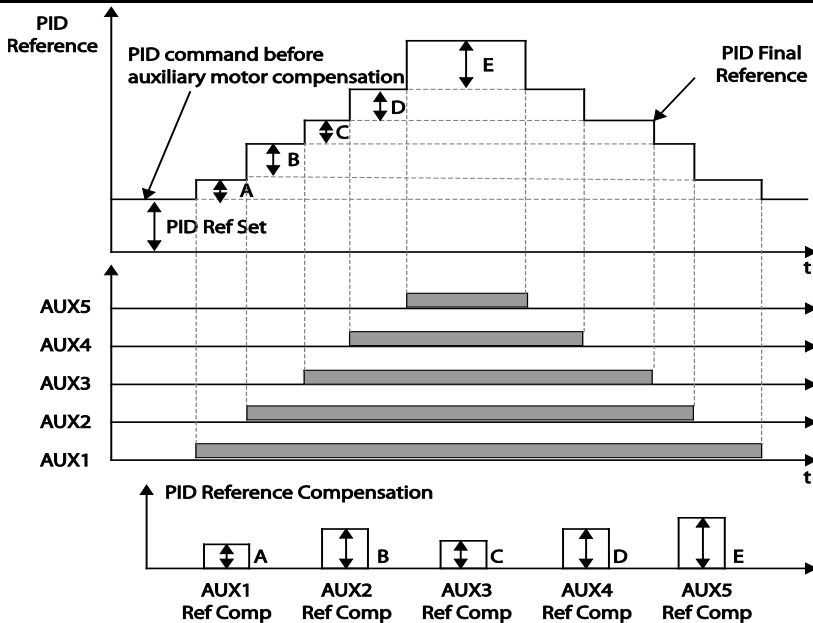 PID
Reference
PID command before
auxiliary motor compensation
PID Final
Reference
E
D
C
B
A
PID Ref Set
t
AUX5
AUX4
AUX3
AUX2
AUX1
t
PID Reference Compensation
A
B
C
D
E
AUX1
Ref Comp
AUX2
Ref Comp
AUX3
Ref Comp
AUX4
Ref Comp
AUX5
Ref Comp